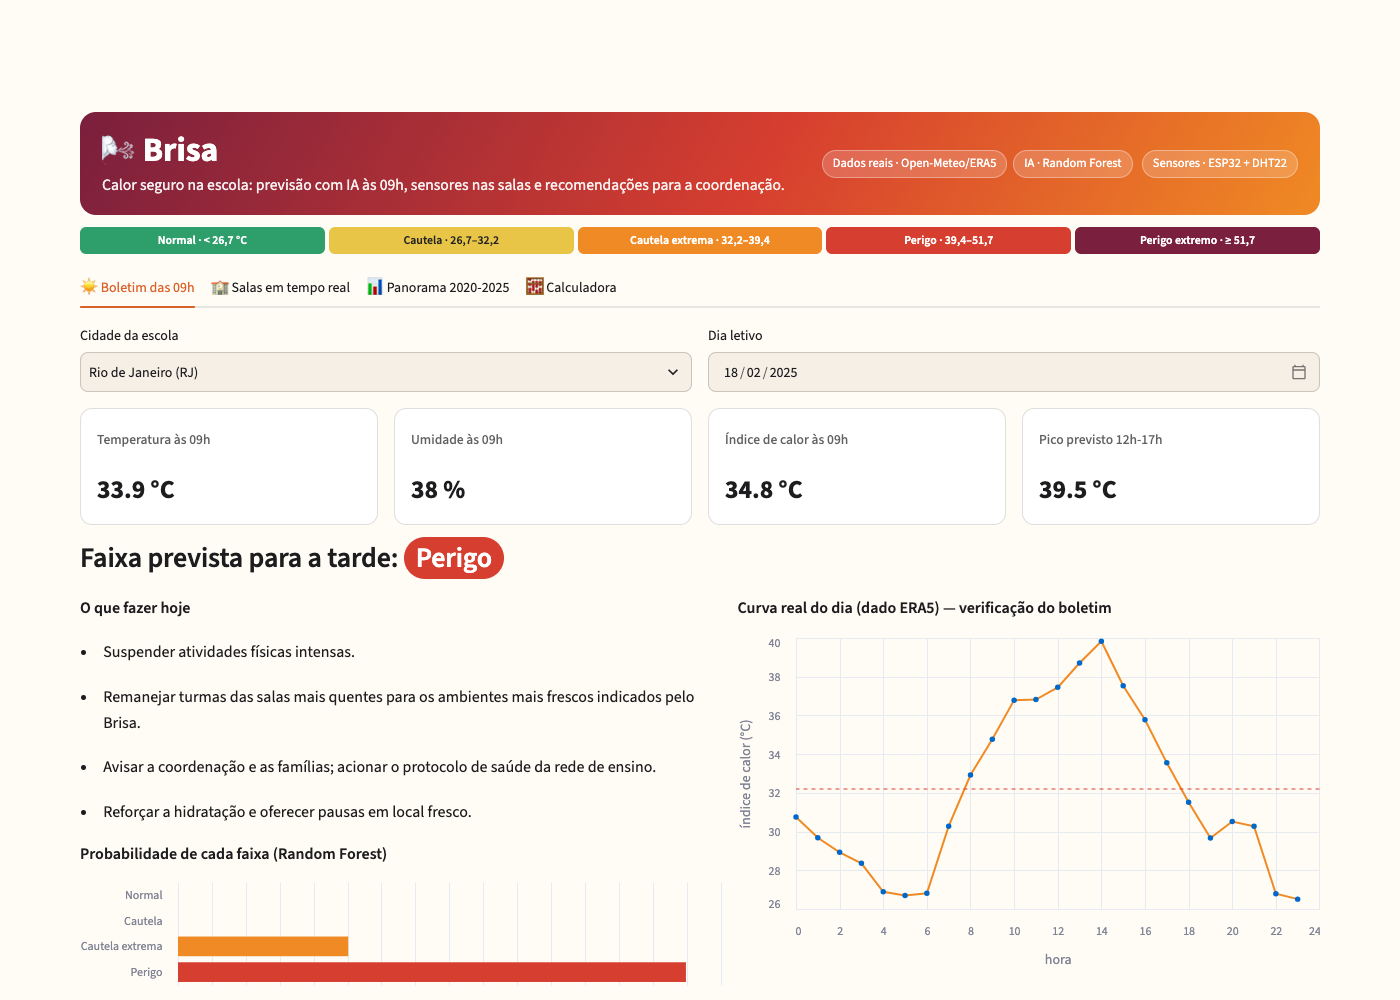 Brisa
Calor seguro na escola: previsão com IA às 09h, sensores nas salas e recomendações para a coordenação.
Dados reais · Open-Meteo/ERA5
IA · Random Forest
Sensores · ESP32 + DHT22
Normal · < 26,7 °C
Cautela · 26,7–32,2
Cautela extrema · 32,2–39,4
Perigo · 39,4–51,7
Perigo extremo · ≥ 51,7
Boletim das 09h
Salas em tempo real
Panorama 2020-2025
Calculadora
Cidade da escola
Rio de Janeiro (RJ)
Dia letivo
18/02/2025
Temperatura às 09h
33.9 °C
Umidade às 09h
38 %
Índice de calor às 09h
34.8 °C
Pico previsto 12h-17h
39.5 °C
Faixa prevista para a tarde: Perigo
O que fazer hoje
• Suspender atividades físicas intensas.
• Remanejar turmas das salas mais quentes para os ambientes mais frescos indicados pelo
Brisa.
• Avisar a coordenação e as famílias; acionar o protocolo de saúde da rede de ensino.
• Reforçar a hidratação e oferecer pausas em local fresco.
Probabilidade de cada faixa (Random Forest)
Normal
Cautela
Cautela extrema
Perigo
Curva real do dia (dado ERA5) — verificação do boletim
índice de calor (°C)
40
38
36
34
32
30
28
26
0 2 4 6 8 10 12 14 16 18 20 22 24
hora